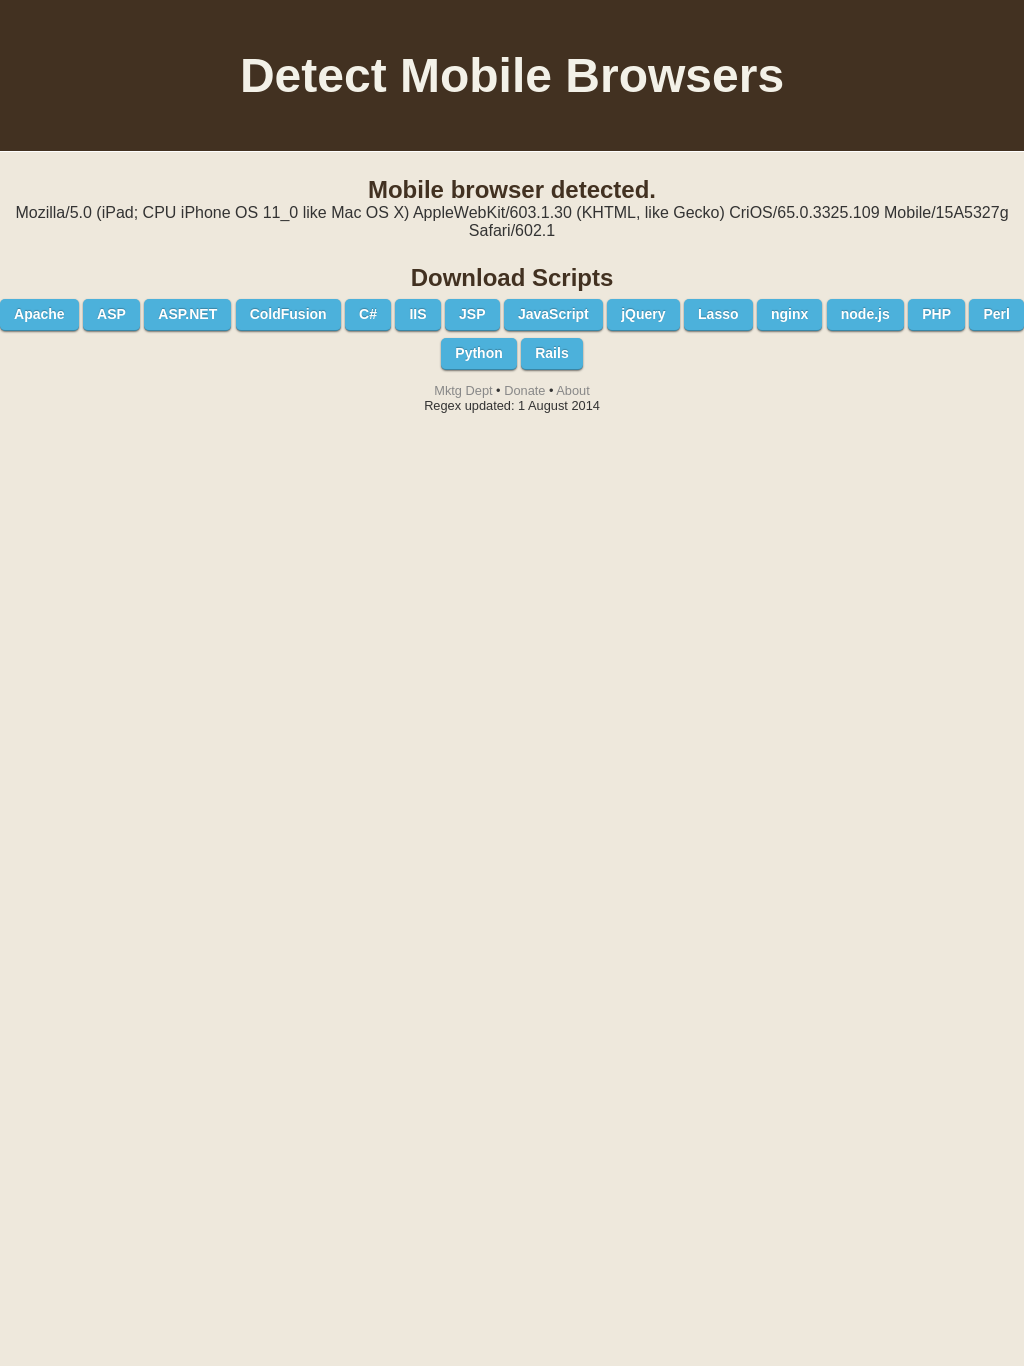 Detect Mobile Browsers
Mobile browser detected.
Mozilla/5.0 (iPad; CPU iPhone OS 11_0 like Mac OS X) AppleWebKit/603.1.30 (KHTML, like Gecko) CriOS/65.0.3325.109 Mobile/15A5327g
Safari/602.1
Download Scripts
Apache ASP ASP.NET ColdFusion C# IIS JSP JavaScript jQuery Lasso nginx node.js PHP Perl
Python Rails
Mktg Dept • Donate • About
Regex updated: 1 August 2014